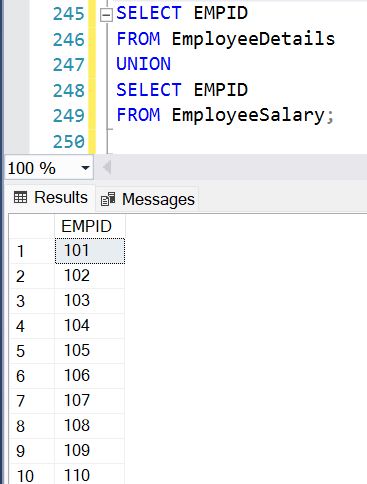 245 SELECT EMPID
246 FROM EmployeeDetails
247 UNION
248 SELECT EMPID
249 FROM EmployeeSalary;
250
100 %
Results Messages
EMPID
1 101
2 102
3 103
4 104
5 105
6 106
7 107
8 108
9 109
10 110